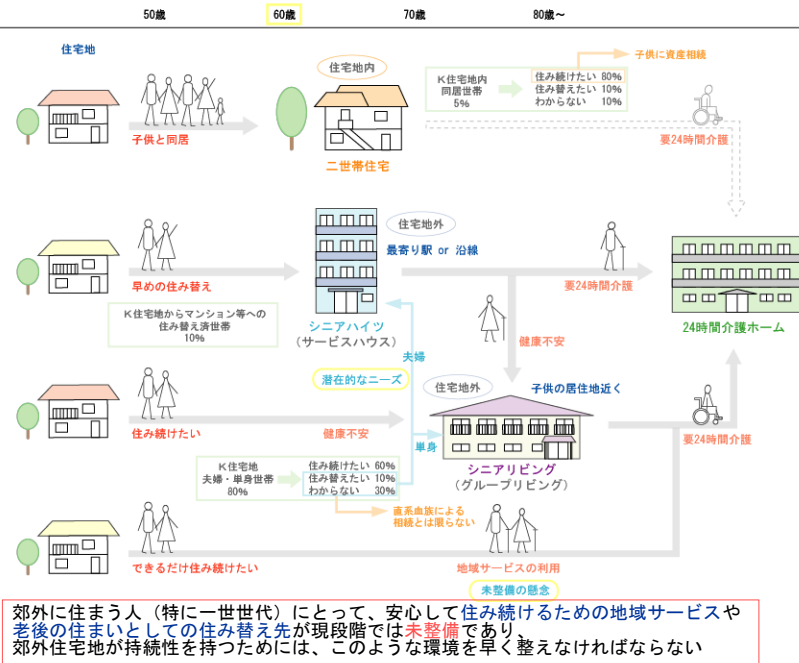 50歳 60歳 70歳 80歳～
住宅地
住宅地内
子供に資産相続
K住宅地内
同居世帯
5%
住み続けたい 80%
住み替えたい 10%
わからない 10%
子供と同居
二世帯住宅
要24時間介護
住宅地外
最寄り駅 or 沿線
早めの住み替え
要24時間介護
K住宅地からマンション等への
住み替え済世帯
10%
シニアハイツ
(サービスハウス)
24時間介護ホーム
健康不安
夫婦
潜在的なニーズ
住宅地外
子供の居住地近く
住み続けたい
健康不安
単身
要24時間介護
シニアリビング
(グループリビング)
K住宅地
夫婦・単身世帯
80%
住み続けたい 60%
住み替えたい 10%
わからない 30%
直系血族による
相続とは限らない
できるだけ住み続けたい
地域サービスの利用
未整備の懸念
郊外に住まう人（特に一世世代）にとって、安心して住み続けるための地域サービスや
老後の住まいとしての住み替え先が現段階では未整備であり、
郊外住宅地が持続性を持つためには、このような環境を早く整えなければならない